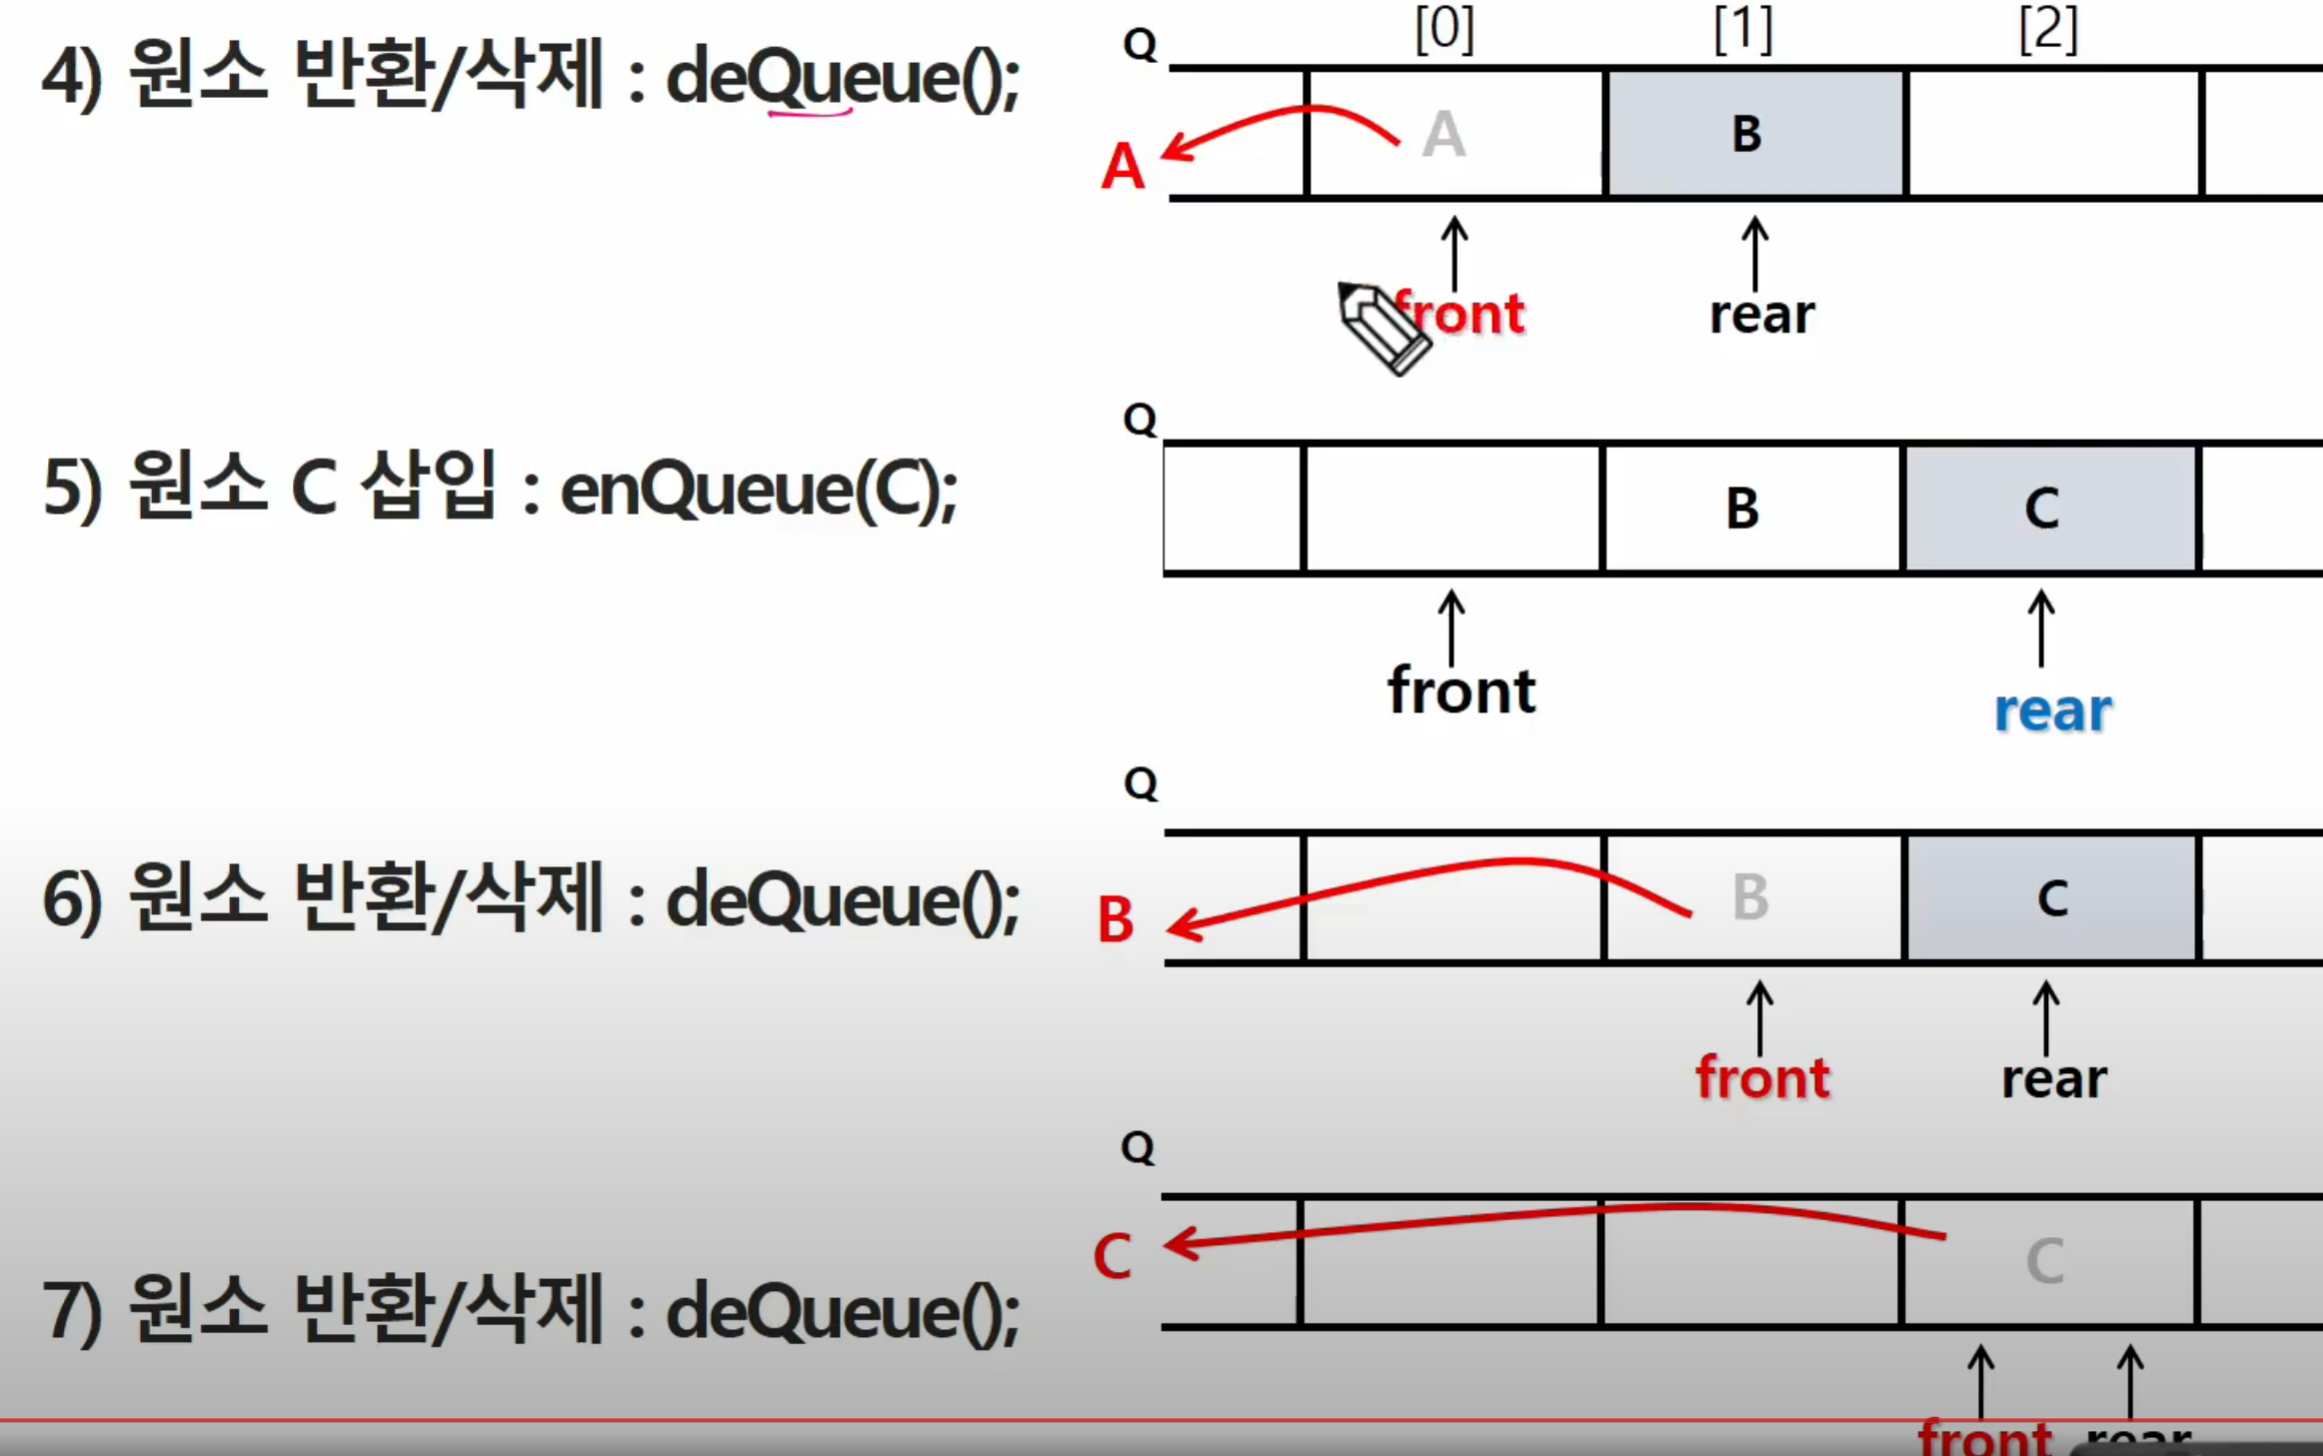 4) 원소 반환/삭제 : deQueue();
Q [0] [1] [2]
A A B
front rear
5) 원소 C 삽입 : enQueue(C);
Q
B C
front rear
6) 원소 반환/삭제 : deQueue();
Q
B B C
front rear
7) 원소 반환/삭제 : deQueue();
Q
C C
front rear